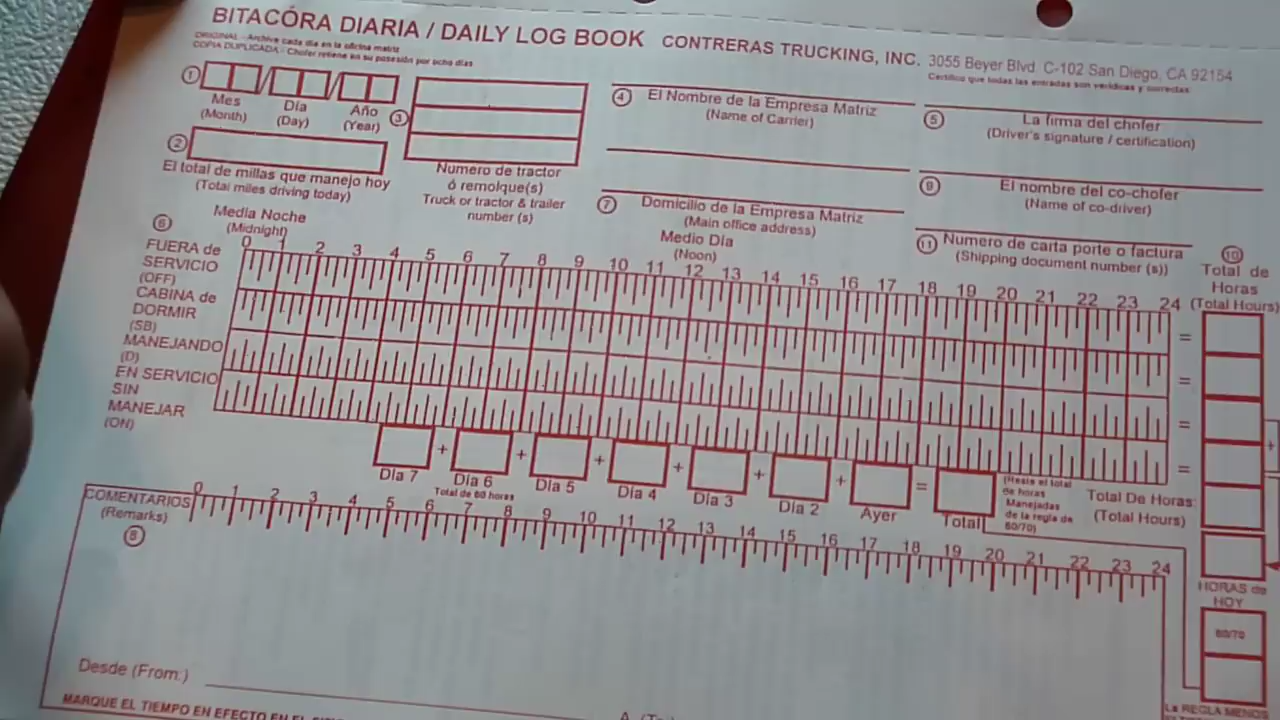 BITACORA DIARIA / DAILY LOG BOOK CONTRERAS TRUCKING, INC. 3055 Beyer Blvd. C-102 San Diego, CA 92154
ORIGINAL - Archive cada dia en la oficina matriz
COPIA DUPLICADA - Chofer retiene en su posesión por ocho dias
Certifico que todas las entradas son veridicas y correctas
1
Mes
(Month)
Día
(Day)
Año
(Year)
3
Numero de tractor
ó remolque(s)
Truck or tractor & trailer
number (s)
2
El total de millas que manejo hoy
(Total miles driving today)
4 El Nombre de la Empresa Matriz
(Name of Carrier)
5 La firma del chofer
(Driver's signature / certification)
7 Domicilio de la Empresa Matriz
(Main office address)
9 El nombre del co-chofer
(Name of co-driver)
11 Numero de carta porte o factura
(Shipping document number (s))
10
Total de
Horas
(Total Hours)
6
Media Noche
(Midnight)
Medio Día
(Noon)
0 1 2 3 4 5 6 7 8 9 10 11 12 13 14 15 16 17 18 19 20 21 22 23 24
FUERA de
SERVICIO
(OFF)
CABINA de
DORMIR
(SB)
MANEJANDO
(D)
EN SERVICIO
SIN
MANEJAR
(ON)
= = = =
+ + + + + + =
Día 7 Día 6 Día 5 Día 4 Día 3 Día 2 Ayer Total
Total de 60 horas
(Reste el total
de horas
Manejadas
de la regla de
60/70)
Total De Horas:
(Total Hours)
+
HORAS de
HOY
60/70
La REGLA MENOS
COMENTARIOS
(Remarks)
8
0 1 2 3 4 5 6 7 8 9 10 11 12 13 14 15 16 17 18 19 20 21 22 23 24
Desde (From:)
MARQUE EL TIEMPO EN EFECTO EN EL